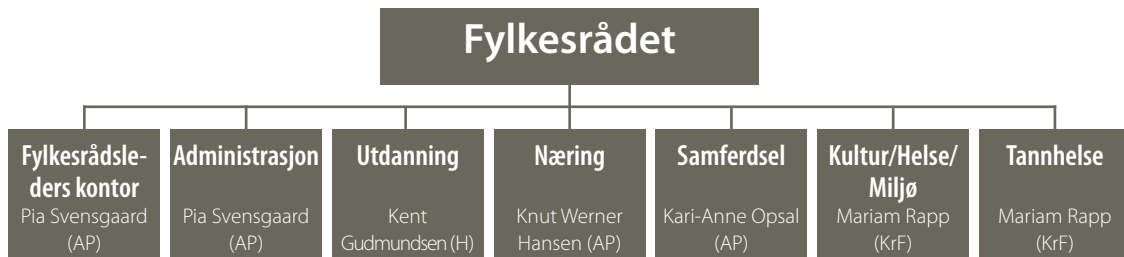 Fylkesrådet
Fylkesrådsle-
ders kontor
Pia Svensgaard
(AP)
Administrasjon
Pia Svensgaard
(AP)
Utdanning
Kent
Gudmundsen (H)
Næring
Knut Werner
Hansen (AP)
Samferdsel
Kari-Anne Opsal
(AP)
Kultur/Helse/
Miljø
Mariam Rapp
(KrF)
Tannhelse
Mariam Rapp
(KrF)